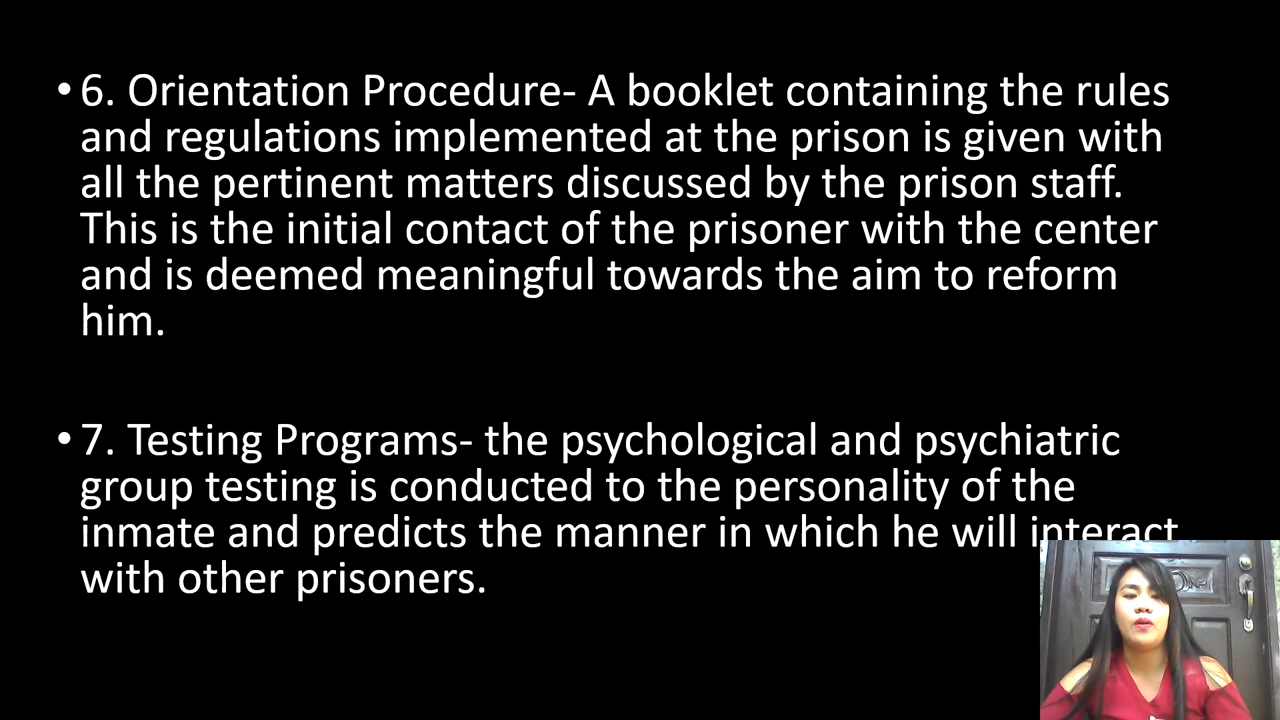 • 6. Orientation Procedure- A booklet containing the rules
and regulations implemented at the prison is given with
all the pertinent matters discussed by the prison staff.
This is the initial contact of the prisoner with the center
and is deemed meaningful towards the aim to reform
him.
• 7. Testing Programs- the psychological and psychiatric
group testing is conducted to the personality of the
inmate and predicts the manner in which he will interact
with other prisoners.